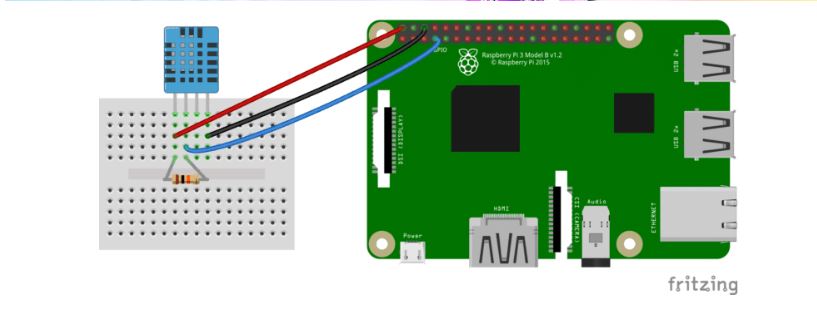 GPIO
Raspberry Pi 3 Model B v1.2
© Raspberry Pi 2015
USB 2x
DSI (DISPLAY)
USB 2x
HDMI
CSI (CAMERA)
Audio
ETHERNET
Power
fritzing